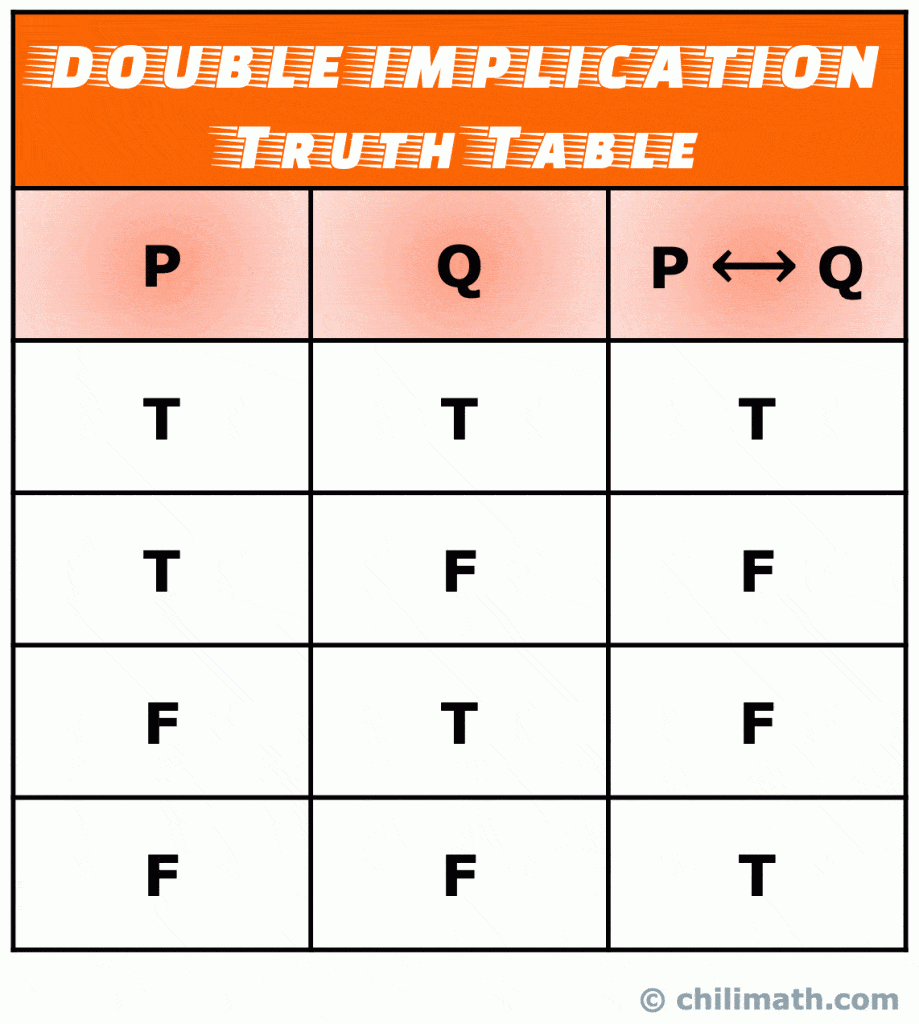 DOUBLE IMPLICATION
TRUTH TABLE
P Q P ↔ Q
T T T
T F F
F T F
F F T
© chilimath.com